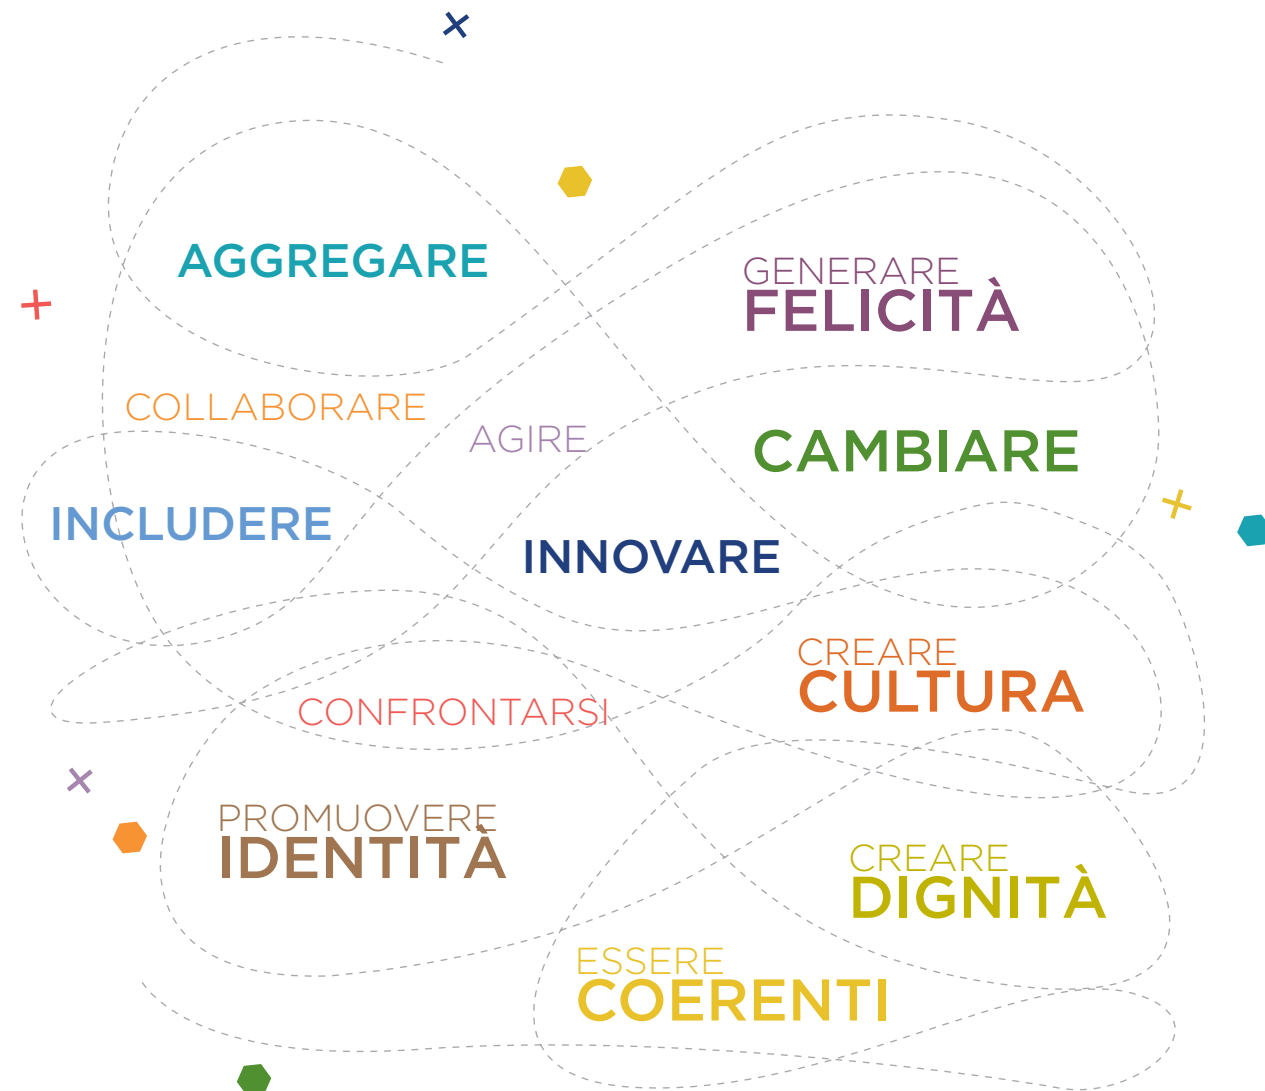 AGGREGARE
GENERARE
FELICITÀ
COLLABORARE
AGIRE
CAMBIARE
INCLUDERE
INNOVARE
CREARE
CULTURA
CONFRONTARSI
PROMUOVERE
IDENTITÀ
CREARE
DIGNITÀ
ESSERE
COERENTI